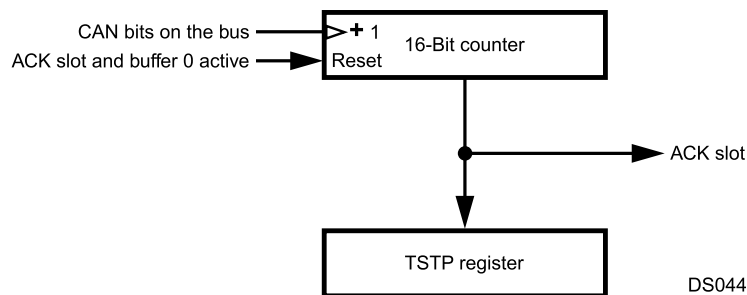 CAN bits on the bus
+ 1
16-Bit counter
ACK slot and buffer 0 active
Reset
ACK slot
TSTP register
DS044